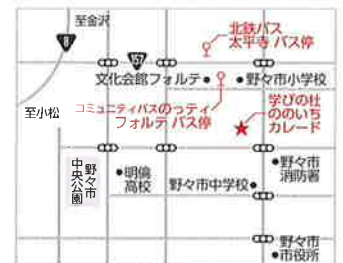 至金沢
8
北鉄バス
太平寺 バス停
157
文化会館フォルテ
野々市小学校
至小松
コミュニティバスのっティ
フォルテ バス停
学びの杜
ののいち
カレード
野々市
中央公園
明倫
高校
野々市中学校
野々市
消防署
野々市
市役所